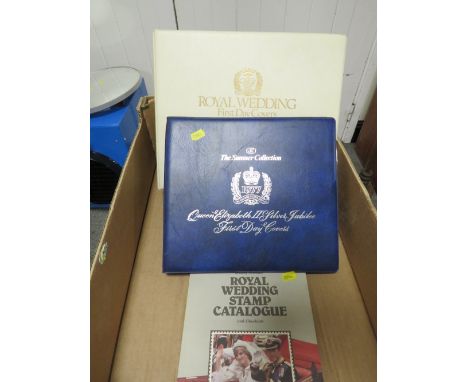 ROYAL WEDDING
First Day Covers
The Sumner Collection
1977
Queen Elizabeth II's Silver Jubilee
First Day Covers
ROYAL
WEDDING
STAMP
CATALOGUE